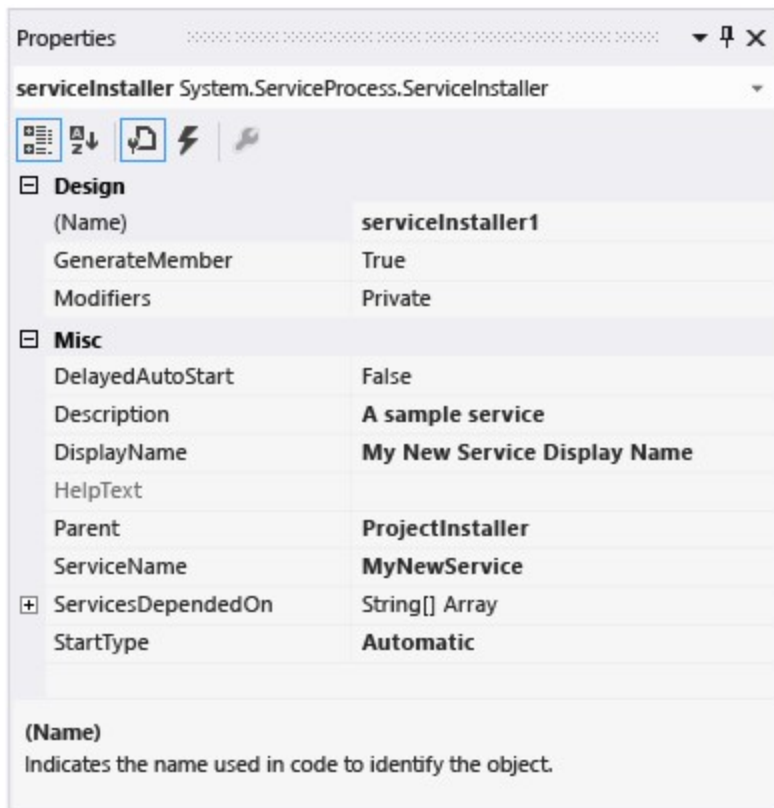 Properties
serviceInstaller System.ServiceProcess.ServiceInstaller
Design
(Name) serviceInstaller1
GenerateMember True
Modifiers Private
Misc
DelayedAutoStart False
Description A sample service
DisplayName My New Service Display Name
HelpText
Parent ProjectInstaller
ServiceName MyNewService
ServicesDependedOn String[] Array
StartType Automatic
(Name)
Indicates the name used in code to identify the object.